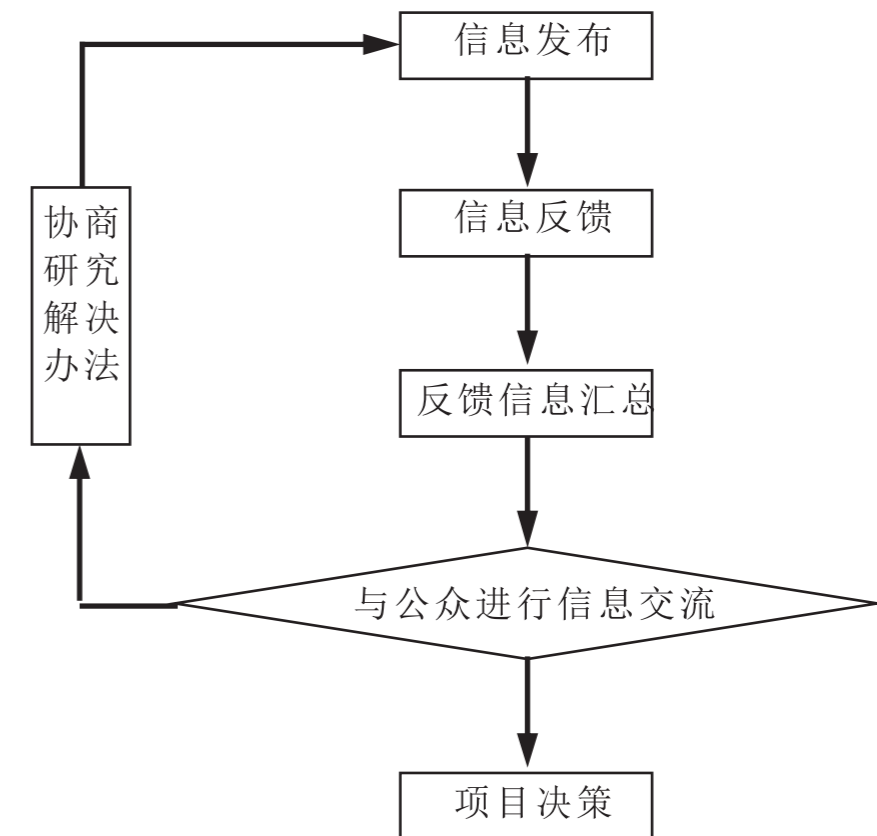 信息发布
信息反馈
协商
研究
解决
办法
反馈信息汇总
与公众进行信息交流
项目决策